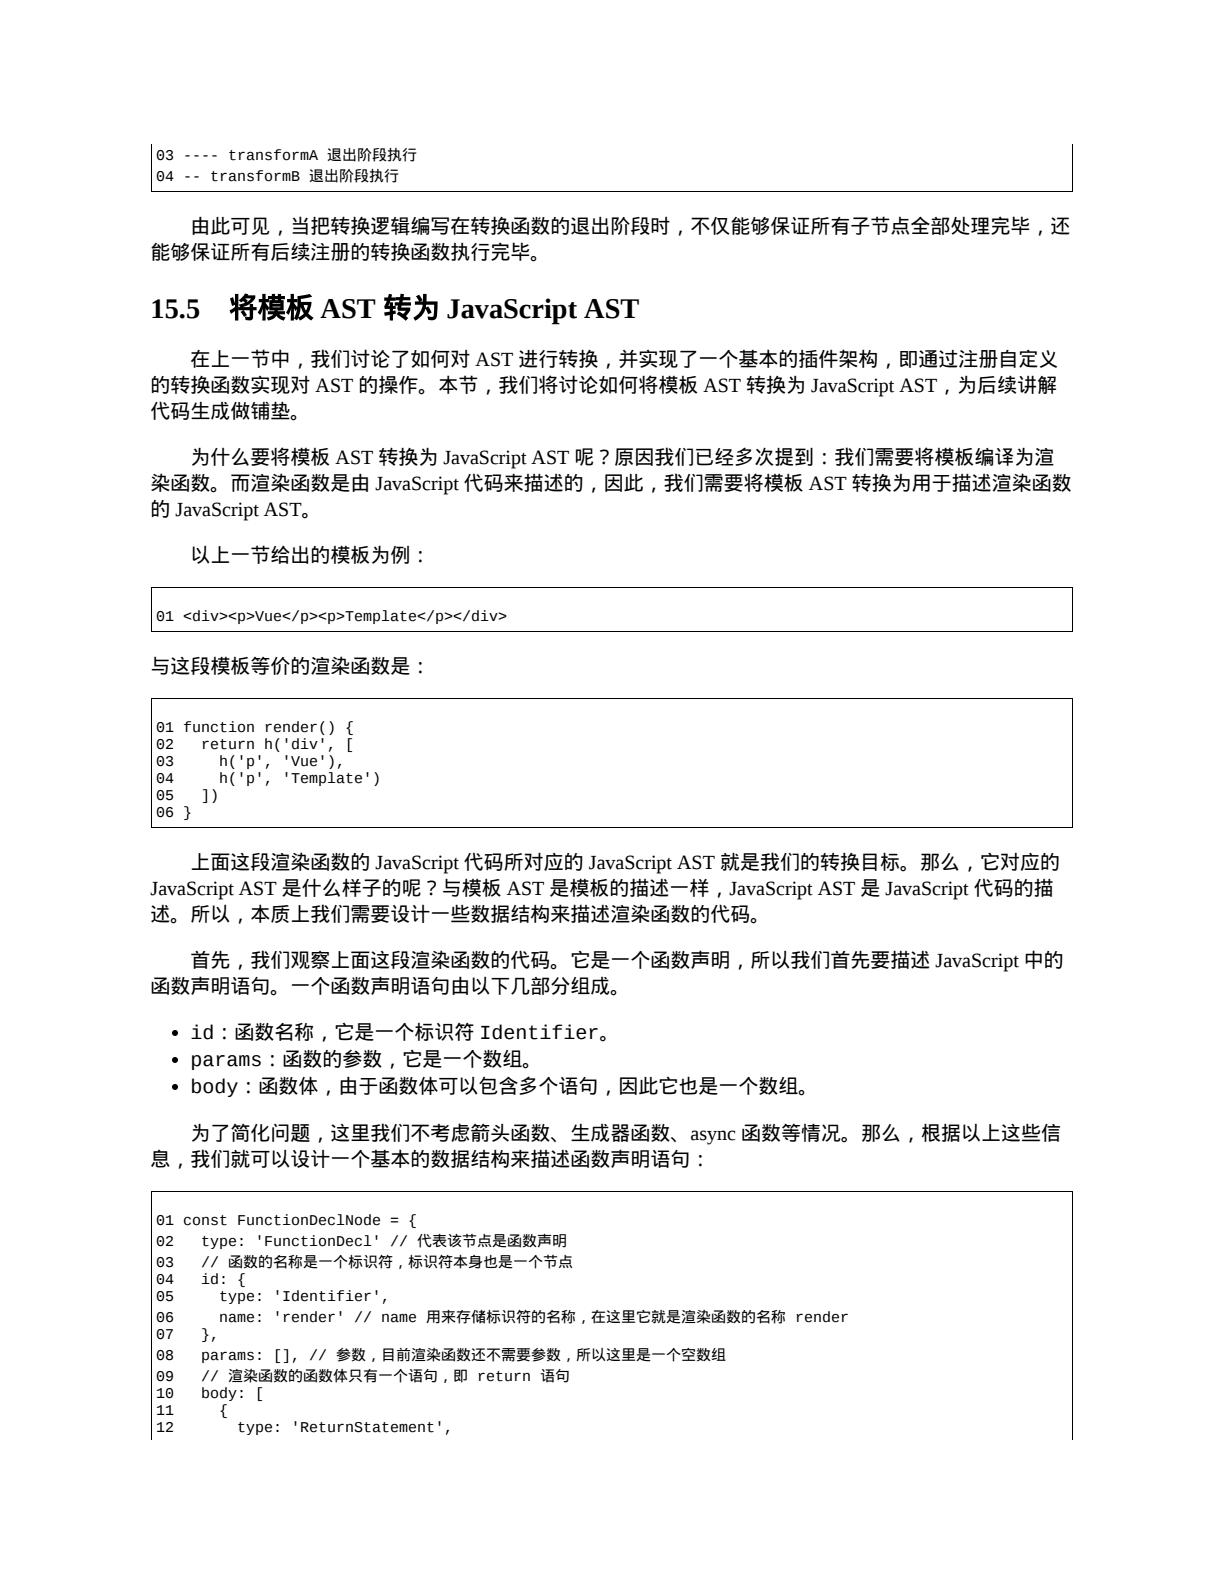 03 ---- transformA 退出阶段执行
04 -- transformB 退出阶段执行
由此可见，当把转换逻辑编写在转换函数的退出阶段时，不仅能够保证所有子节点全部处理完毕，还
能够保证所有后续注册的转换函数执行完毕。
15.5 将模板 AST 转为 JavaScript AST
在上一节中，我们讨论了如何对 AST 进行转换，并实现了一个基本的插件架构，即通过注册自定义
的转换函数实现对 AST 的操作。本节，我们将讨论如何将模板 AST 转换为 JavaScript AST，为后续讲解
代码生成做铺垫。
为什么要将模板 AST 转换为 JavaScript AST 呢？原因我们已经多次提到：我们需要将模板编译为渲
染函数。而渲染函数是由 JavaScript 代码来描述的，因此，我们需要将模板 AST 转换为用于描述渲染函数
的 JavaScript AST。
以上一节给出的模板为例：
01 <div><p>Vue</p><p>Template</p></div>
与这段模板等价的渲染函数是：
01 function render() {
02   return h('div', [
03     h('p', 'Vue'),
04     h('p', 'Template')
05   ])
06 }
上面这段渲染函数的 JavaScript 代码所对应的 JavaScript AST 就是我们的转换目标。那么，它对应的
JavaScript AST 是什么样子的呢？与模板 AST 是模板的描述一样，JavaScript AST 是 JavaScript 代码的描
述。所以，本质上我们需要设计一些数据结构来描述渲染函数的代码。
首先，我们观察上面这段渲染函数的代码。它是一个函数声明，所以我们首先要描述 JavaScript 中的
函数声明语句。一个函数声明语句由以下几部分组成。
• id：函数名称，它是一个标识符 Identifier。
• params：函数的参数，它是一个数组。
• body：函数体，由于函数体可以包含多个语句，因此它也是一个数组。
为了简化问题，这里我们不考虑箭头函数、生成器函数、async 函数等情况。那么，根据以上这些信
息，我们就可以设计一个基本的数据结构来描述函数声明语句：
01 const FunctionDeclNode = {
02   type: 'FunctionDecl' // 代表该节点是函数声明
03   // 函数的名称是一个标识符，标识符本身也是一个节点
04   id: {
05     type: 'Identifier',
06     name: 'render' // name 用来存储标识符的名称，在这里它就是渲染函数的名称 render
07   },
08   params: [], // 参数，目前渲染函数还不需要参数，所以这里是一个空数组
09   // 渲染函数的函数体只有一个语句，即 return 语句
10   body: [
11     {
12       type: 'ReturnStatement',